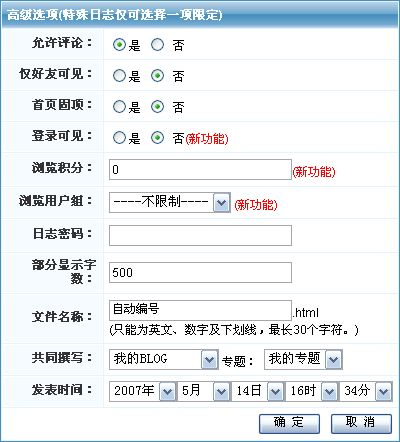 高级选项(特殊日志仅可选择一项限定)
允许评论： 是 否
仅好友可见： 是 否
首页固项： 是 否
登录可见： 是 否(新功能)
浏览积分： 0 (新功能)
浏览用户组： ----不限制---- (新功能)
日志密码：
部分显示字
数： 500
文件名称： 自动编号 .html
(只能为英文、数字及下划线，最长30个字符。)
共同撰写： 我的BLOG 专题： 我的专题
发表时间： 2007年 5月 14日 16时 34分
确 定 取 消